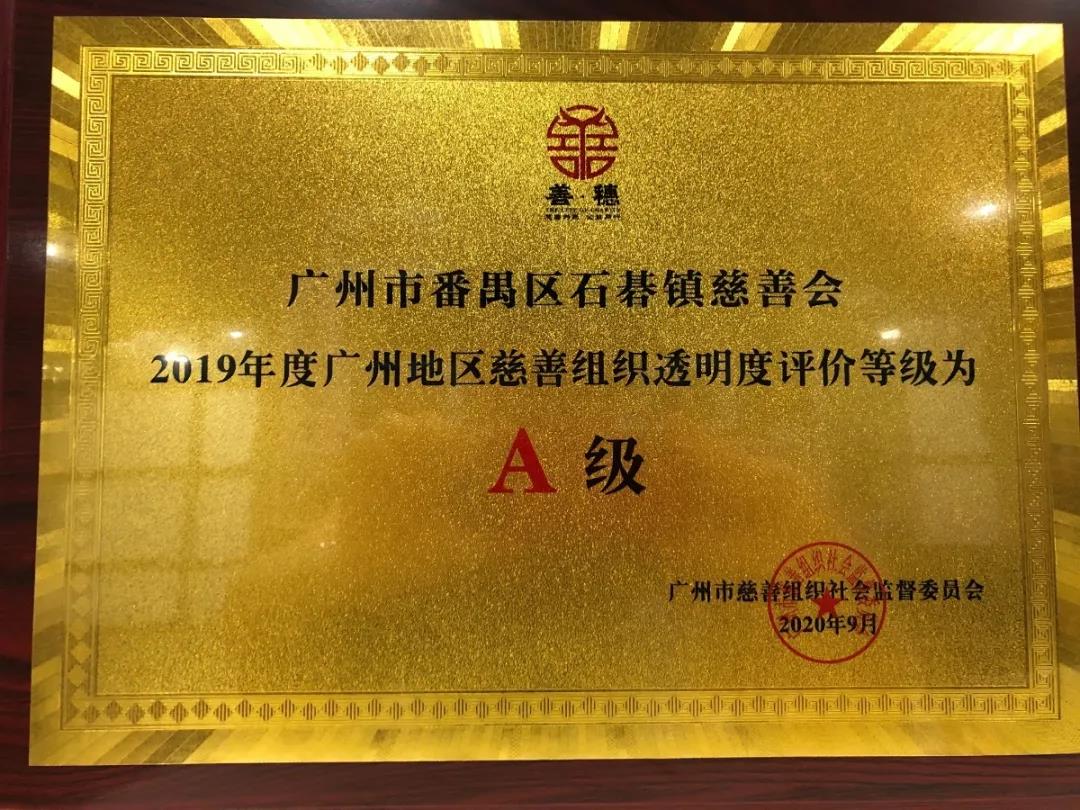 善·穗
广州市番禺区石碁镇慈善会
2019年度广州地区慈善组织透明度评价等级为
A 级
广州市慈善组织社会监督委员会
2020年9月